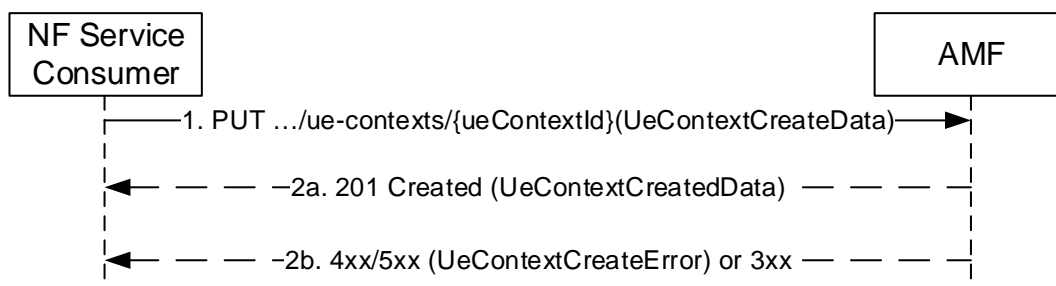 NF Service
Consumer
AMF
1. PUT …/ue-contexts/{ueContextId}(UeContextCreateData)
2a. 201 Created (UeContextCreatedData)
2b. 4xx/5xx (UeContextCreateError) or 3xx